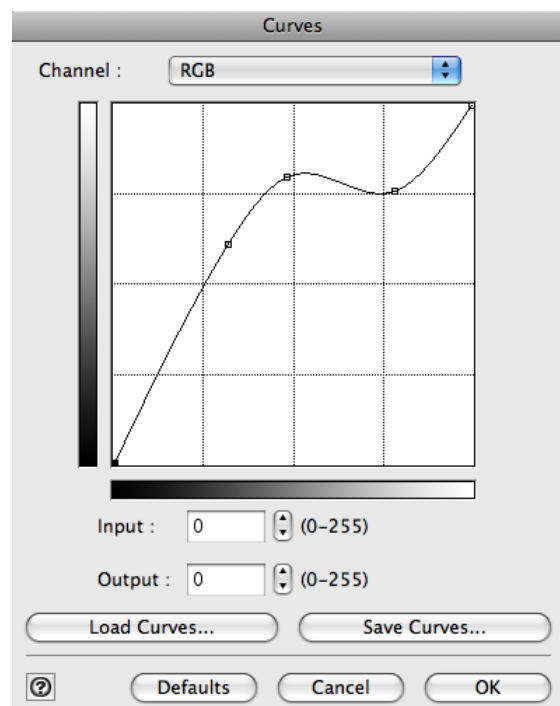 Curves
Channel : RGB
Input : 0 (0–255)
Output : 0 (0–255)
Load Curves... Save Curves...
? Defaults Cancel OK